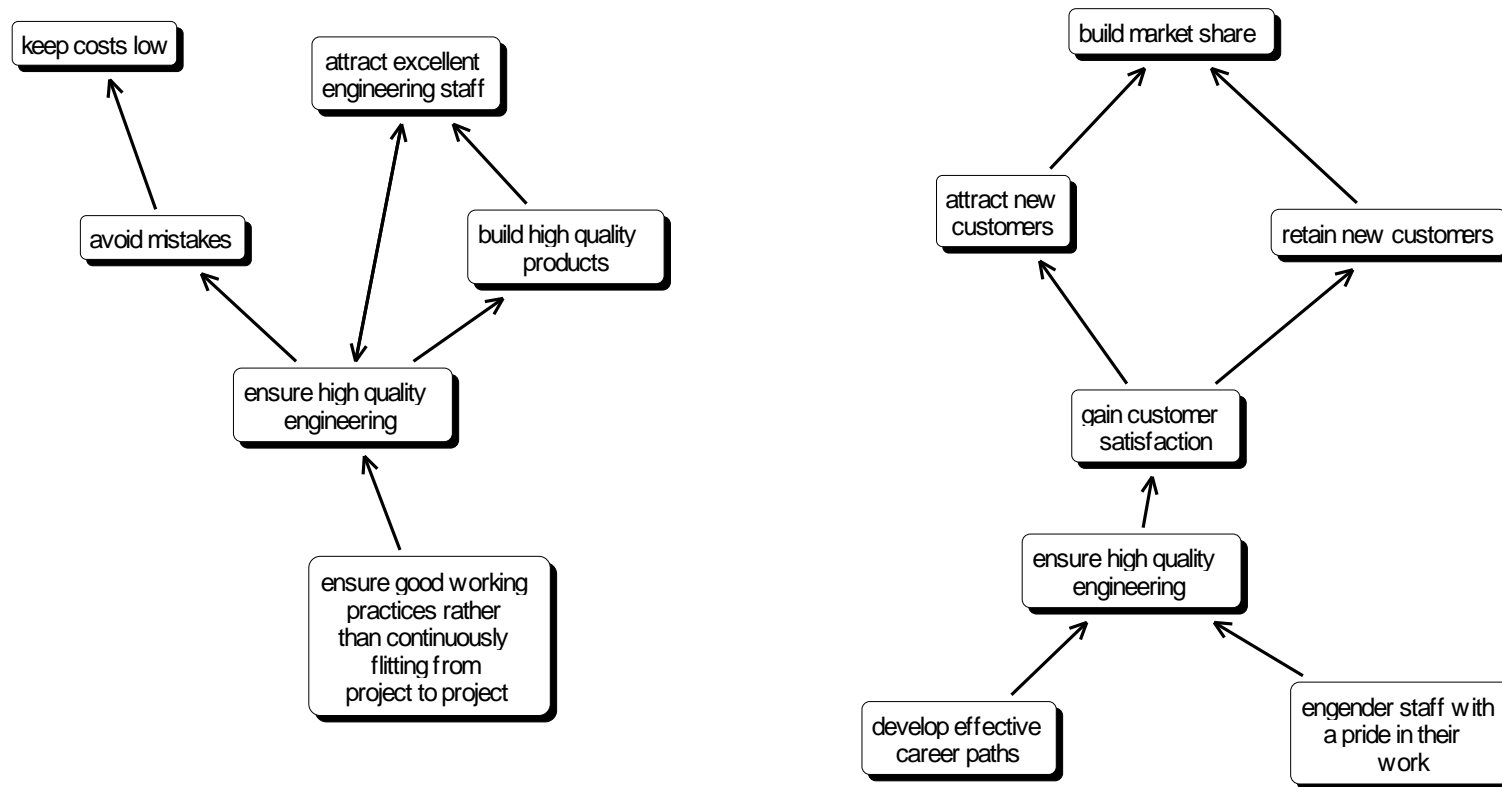 keep costs low
attract excellent
engineering staff
avoid mistakes
build high quality
products
ensure high quality
engineering
ensure good working
practices rather
than continuously
flitting from
project to project
build market share
attract new
customers
retain new customers
gain customer
satisfaction
ensure high quality
engineering
develop effective
career paths
engender staff with
a pride in their
work